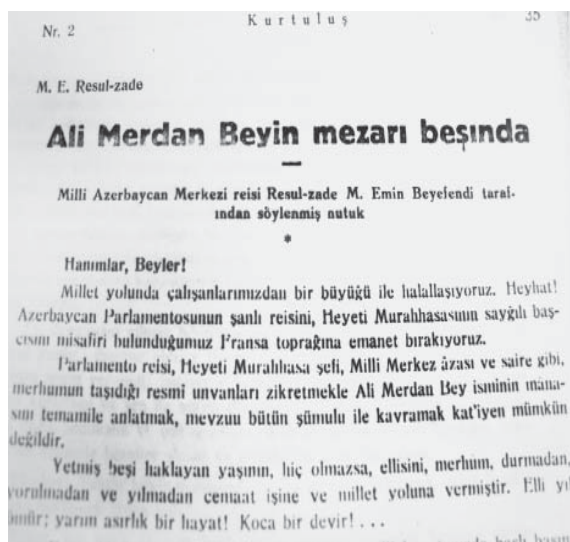 Nr. 2
Kurtuluş
35
M. E. Resul-zade
Ali Merdan Beyin mezarı beşında
Milli Azerbaycan Merkezi reisi Resul-zade M. Emin Beyefendi taraf-
ından söylenmiş nutuk
*
Hanımlar, Beyler!
Millet yolunda çalışanlarımızdan bir büyüğü ile halallaşıyoruz. Heyhat!
Azerbaycan Parlamentosunun şanlı reisini, Heyeti Murahhasasının saygılı baş-
çısını misafiri bulunduğumuz Fransa toprağına emanet bırakıyoruz.
Parlamento reisi, Heyeti Murahhasa şefi, Milli Merkez âzası ve saire gibi,
merhumun taşıdığı resmi unvanları zikretmekle Ali Merdan Bey isminin mâna-
sını temamile anlatmak, mevzuu bütün şümulu ile kavramak kat'iyen mümkün
değildir.
Yetmiş beşi haklayan yaşının, hiç olmazsa, ellisini, merhum, durmadan,
yorulmadan ve yılmadan cemaat işine ve millet yoluna vermiştir. Elli yıl
ömür; yarım asırlık bir hayat! Koca bir devir! . . .